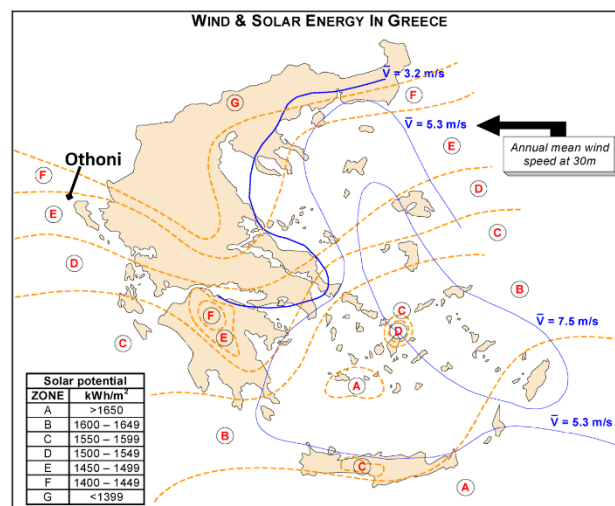 WIND & SOLAR ENERGY IN GREECE
V̄ = 3.2 m/s
F
G
V̄ = 5.3 m/s
Annual mean wind
speed at 30m
E
Othoni
F
D
E
C
D
B
C
F
D
V̄ = 7.5 m/s
E
C
A
V̄ = 5.3 m/s
B
C
A
Solar potential
ZONE kWh/m²
A >1650
B 1600 – 1649
C 1550 – 1599
D 1500 – 1549
E 1450 – 1499
F 1400 – 1449
G <1399